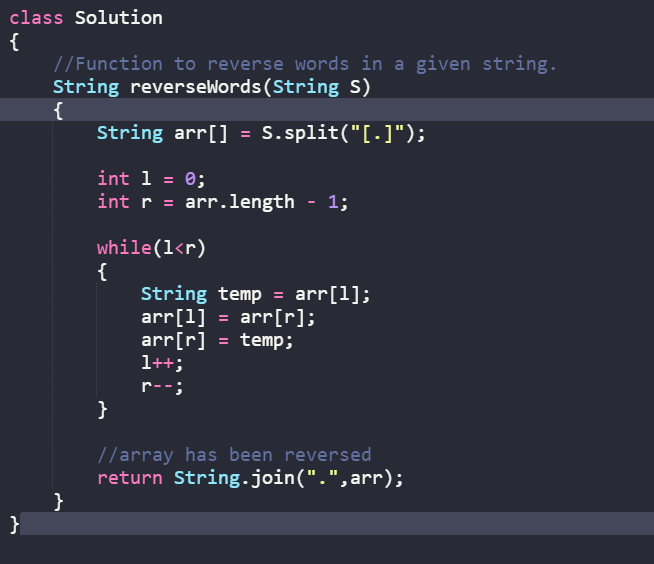 class Solution
{
    //Function to reverse words in a given string.
    String reverseWords(String S)
    {
        String arr[] = S.split("[.]");
        int l = 0;
        int r = arr.length - 1;
        while(l<r)
        {
            String temp = arr[l];
            arr[l] = arr[r];
            arr[r] = temp;
            l++;
            r--;
        }
        //array has been reversed
        return String.join(".",arr);
    }
}